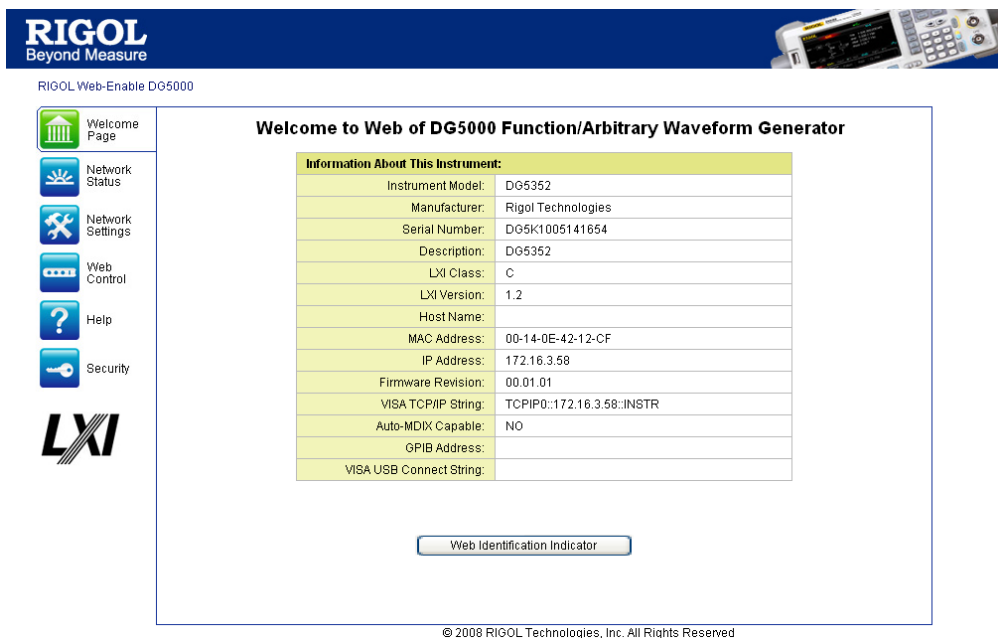 RIGOL
Beyond Measure
RIGOL Web-Enable DG5000
Welcome
Page
Network
Status
Network
Settings
Web
Control
Help
Security
LXI
Welcome to Web of DG5000 Function/Arbitrary Waveform Generator
Information About This Instrument:
Instrument Model: DG5352
Manufacturer: Rigol Technologies
Serial Number: DG5K1005141654
Description: DG5352
LXI Class: C
LXI Version: 1.2
Host Name:
MAC Address: 00-14-0E-42-12-CF
IP Address: 172.16.3.58
Firmware Revision: 00.01.01
VISA TCP/IP String: TCPIP0::172.16.3.58::INSTR
Auto-MDIX Capable: NO
GPIB Address:
VISA USB Connect String:
Web Identification Indicator
© 2008 RIGOL Technologies, Inc. All Rights Reserved